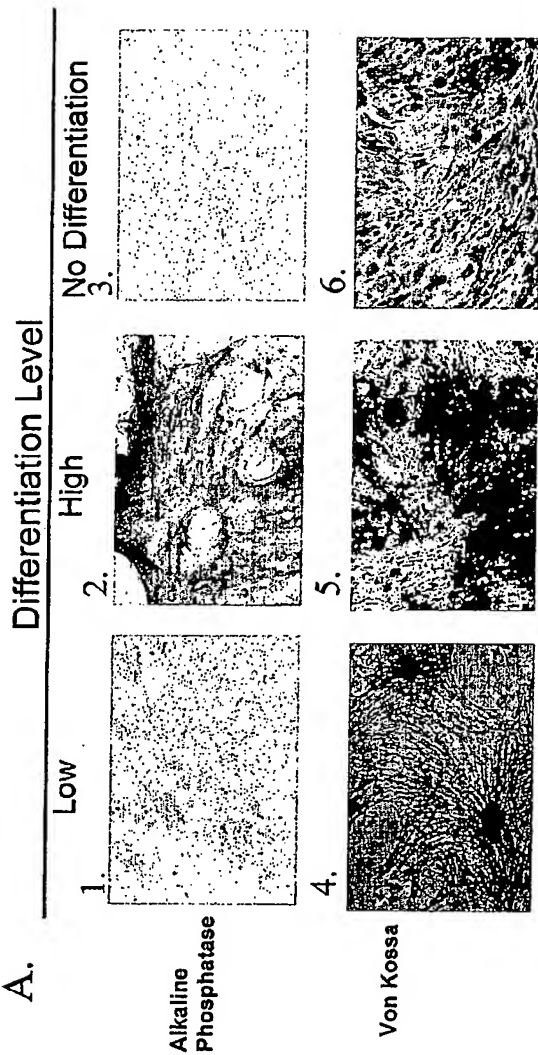 A.
Differentiation Level
Low High No Differentiation
Alkaline
Phosphatase
1. 2. 3.
Von Kossa
4. 5. 6.